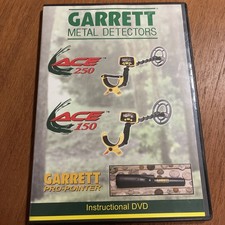 GARRETT
METAL DETECTORS
ACE
250
ACE
150
GARRETT
PRO-POINTER
Instructional DVD